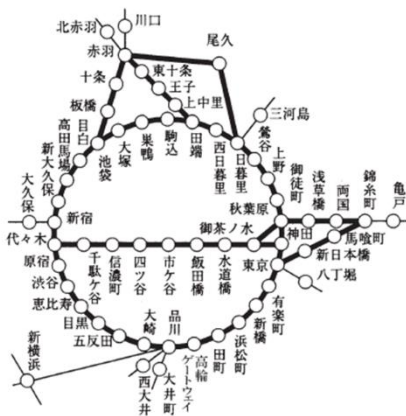 川口
北赤羽
赤羽
尾久
十条
東十条
王子
上中里
板橋
三河島
目白
高田馬場
新大久保
大久保
池袋
大塚
巣鴨
駒込
田端
西日暮里
日暮里
鶯谷
上野
御徒町
秋葉原
浅草橋
両国
錦糸町
亀戸
新宿
代々木
御茶ノ水
神田
馬喰町
新日本橋
東京
八丁堀
原宿
渋谷
恵比寿
目黒
五反田
千駄ケ谷
信濃町
四ツ谷
市ケ谷
飯田橋
水道橋
有楽町
新橋
浜松町
田町
高輪
ゲートウェイ
品川
大崎
新横浜
西大井
大井町